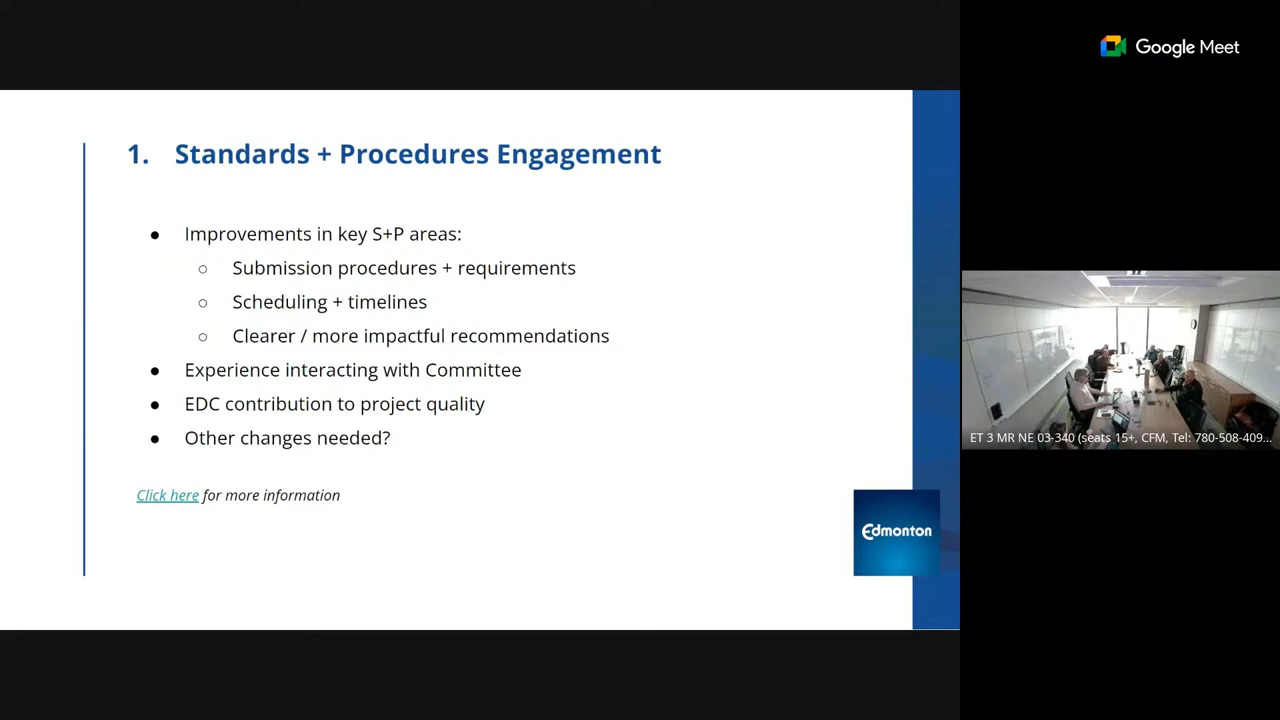 Google Meet
1. Standards + Procedures Engagement
● Improvements in key S+P areas:
○ Submission procedures + requirements
○ Scheduling + timelines
○ Clearer / more impactful recommendations
● Experience interacting with Committee
● EDC contribution to project quality
● Other changes needed?
Click here for more information
Edmonton
ET 3 MR NE 03-340 (seats 15+, CFM, Tel: 780-508-409...